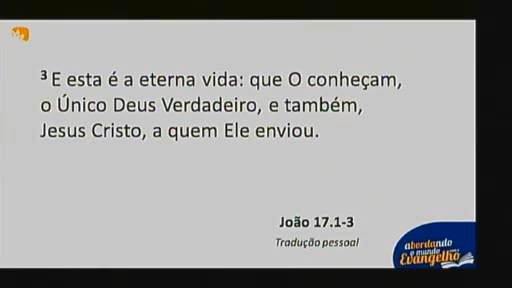 ³ E esta é a eterna vida: que O conheçam,
o Único Deus Verdadeiro, e também,
Jesus Cristo, a quem Ele enviou.
João 17.1-3
Tradução pessoal
abordando
o mundo com o
Evangelho